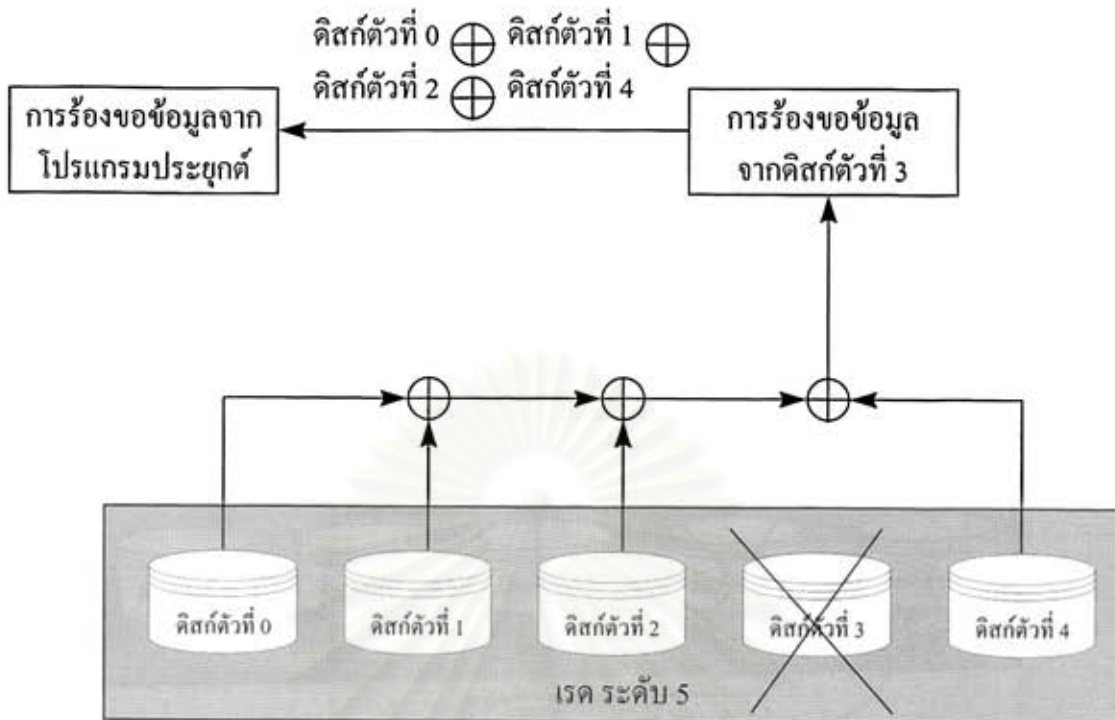 ดิสก์ตัวที่ 0 ⊕ ดิสก์ตัวที่ 1 ⊕
ดิสก์ตัวที่ 2 ⊕ ดิสก์ตัวที่ 4
การร้องขอข้อมูลจาก
โปรแกรมประยุกต์
การร้องขอข้อมูล
จากดิสก์ตัวที่ 3
ดิสก์ตัวที่ 0
ดิสก์ตัวที่ 1
ดิสก์ตัวที่ 2
ดิสก์ตัวที่ 3
ดิสก์ตัวที่ 4
เรด ระดับ 5